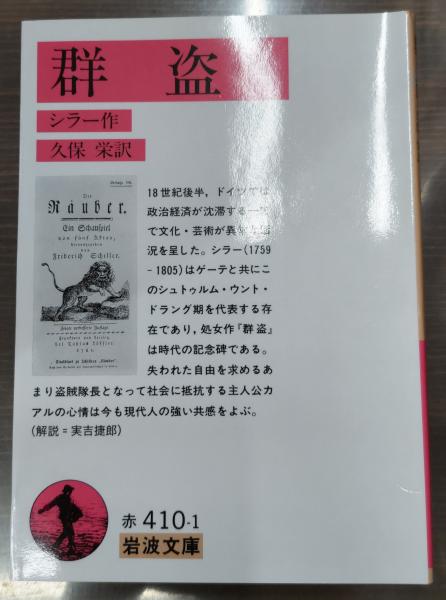 群 盗
シラー作
久保 栄訳
Die
Räuber.
Ein Schauspiel
von fünf Akten,
herausgegeben
von
Friderich Schiller.
18世紀後半,ドイツでは
政治経済が沈滞する一
で文化・芸術が異
況を呈した。シラー(1759
-1805)はゲーテと共にこ
のシュトゥルム・ウント・
ドラング期を代表する存
在であり,処女作『群盗』
は時代の記念碑である。
失われた自由を求めるあ
まり盗賊隊長となって社会に抵抗する主人公カ
アルの心情は今も現代人の強い共感をよぶ。
(解説=実吉捷郎)
赤 410-1
岩波文庫